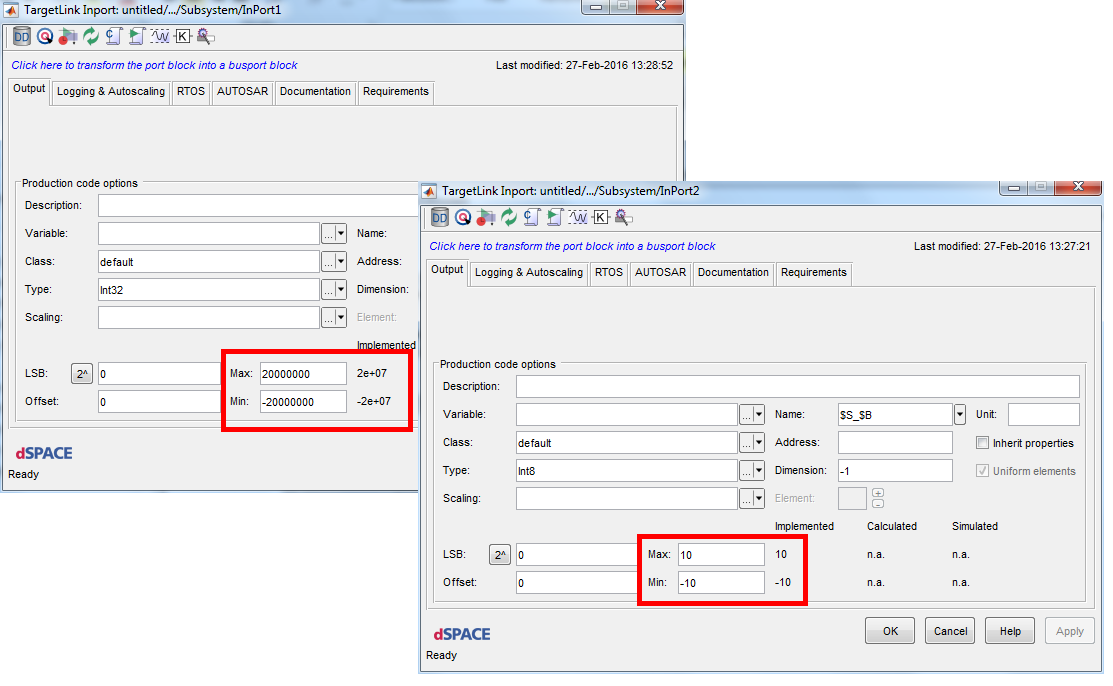 TargetLink Inport: untitled/.../Subsystem/InPort1
DD
Click here to transform the port block into a busport block
Last modified: 27-Feb-2016 13:28:52
Output Logging & Autoscaling RTOS AUTOSAR Documentation Requirements
Production code options
Description:
Variable: ... Name:
Class: default ... Address:
Type: Int32 ... Dimension:
Scaling: ... Element:
Implemented
LSB: 2^ 0 Max: 20000000 2e+07
Offset: 0 Min: -20000000 -2e+07
dSPACE
Ready
TargetLink Inport: untitled/.../Subsystem/InPort2
DD
Click here to transform the port block into a busport block
Last modified: 27-Feb-2016 13:27:21
Output Logging & Autoscaling RTOS AUTOSAR Documentation Requirements
Production code options
Description:
Variable: ... Name: $S_$B Unit:
Class: default ... Address: Inherit properties
Type: Int8 ... Dimension: -1 Uniform elements
Scaling: ... Element:
Implemented Calculated Simulated
LSB: 2^ 0 Max: 10 10 n.a. n.a.
Offset: 0 Min: -10 -10 n.a. n.a.
dSPACE
OK Cancel Help Apply
Ready